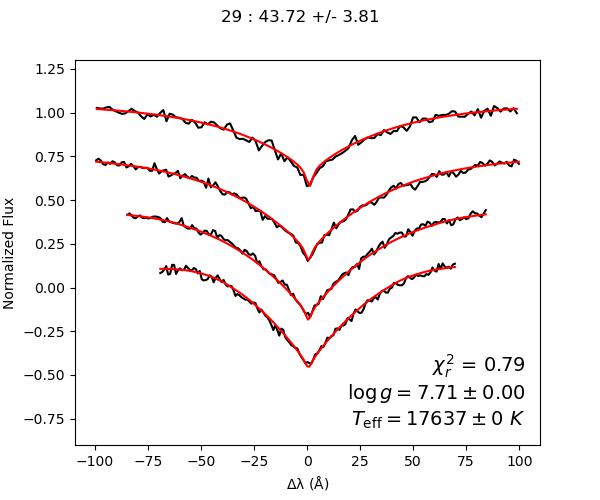 29 : 43.72 +/- 3.81
1.25
1.00
0.75
0.50
0.25
0.00
−0.25
−0.50
−0.75
Normalized Flux
χ²ᵣ = 0.79
log g = 7.71 ± 0.00
T_eff = 17637 ± 0 K
−100 −75 −50 −25 0 25 50 75 100
Δλ (Å)